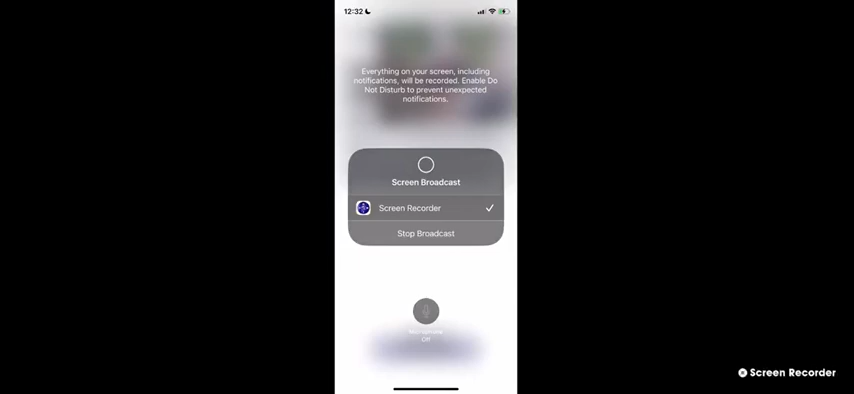 12:32
Everything on your screen, including
notifications, will be recorded. Enable Do
Not Disturb to prevent unexpected
notifications.
Screen Broadcast
Screen Recorder
Stop Broadcast
Off
Screen Recorder